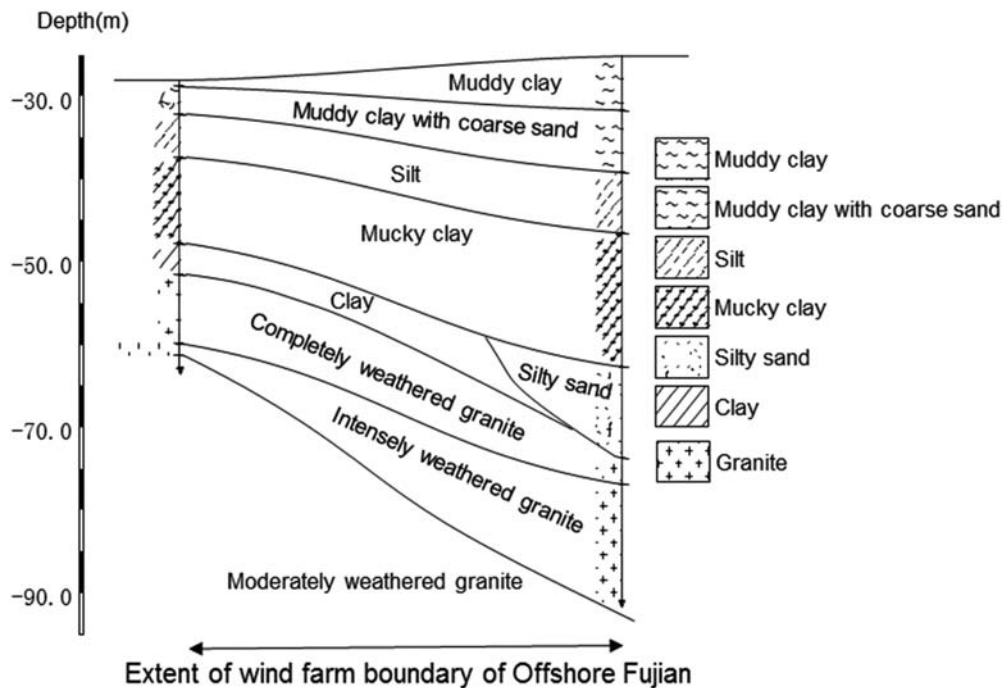 Depth(m)
−30.0
−50.0
−70.0
−90.0
Muddy clay
Muddy clay with coarse sand
Silt
Mucky clay
Clay
Silty sand
Completely weathered granite
Intensely weathered granite
Moderately weathered granite
Muddy clay
Muddy clay with coarse sand
Silt
Mucky clay
Silty sand
Clay
Granite
Extent of wind farm boundary of Offshore Fujian